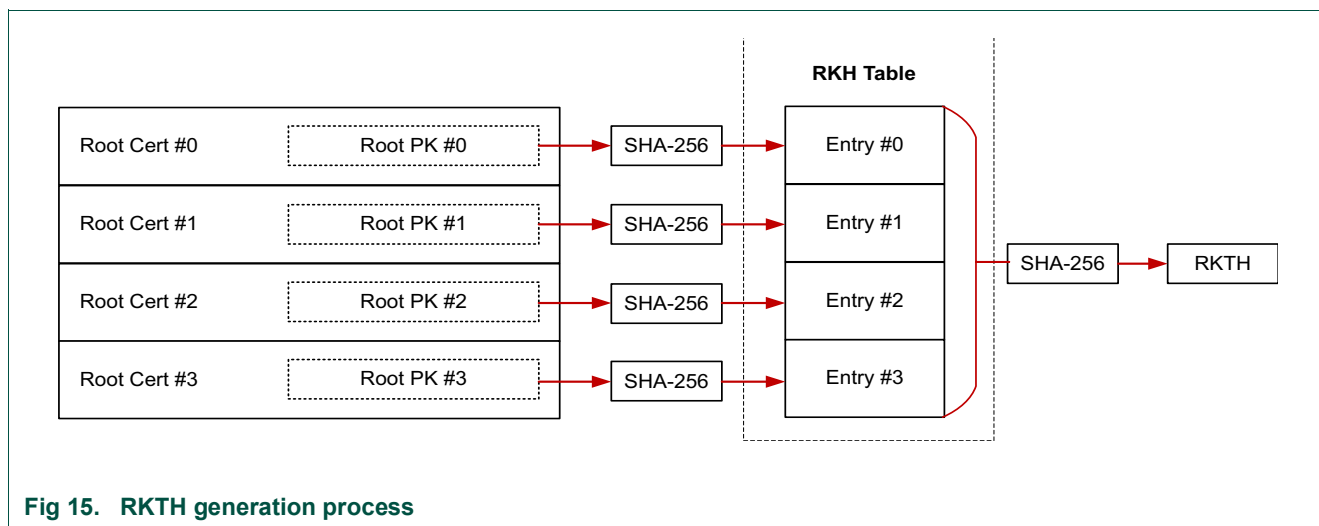 RKH Table
Root Cert #0 Root PK #0 SHA-256 Entry #0
Root Cert #1 Root PK #1 SHA-256 Entry #1
SHA-256 RKTH
Root Cert #2 Root PK #2 SHA-256 Entry #2
Root Cert #3 Root PK #3 SHA-256 Entry #3
Fig 15. RKTH generation process